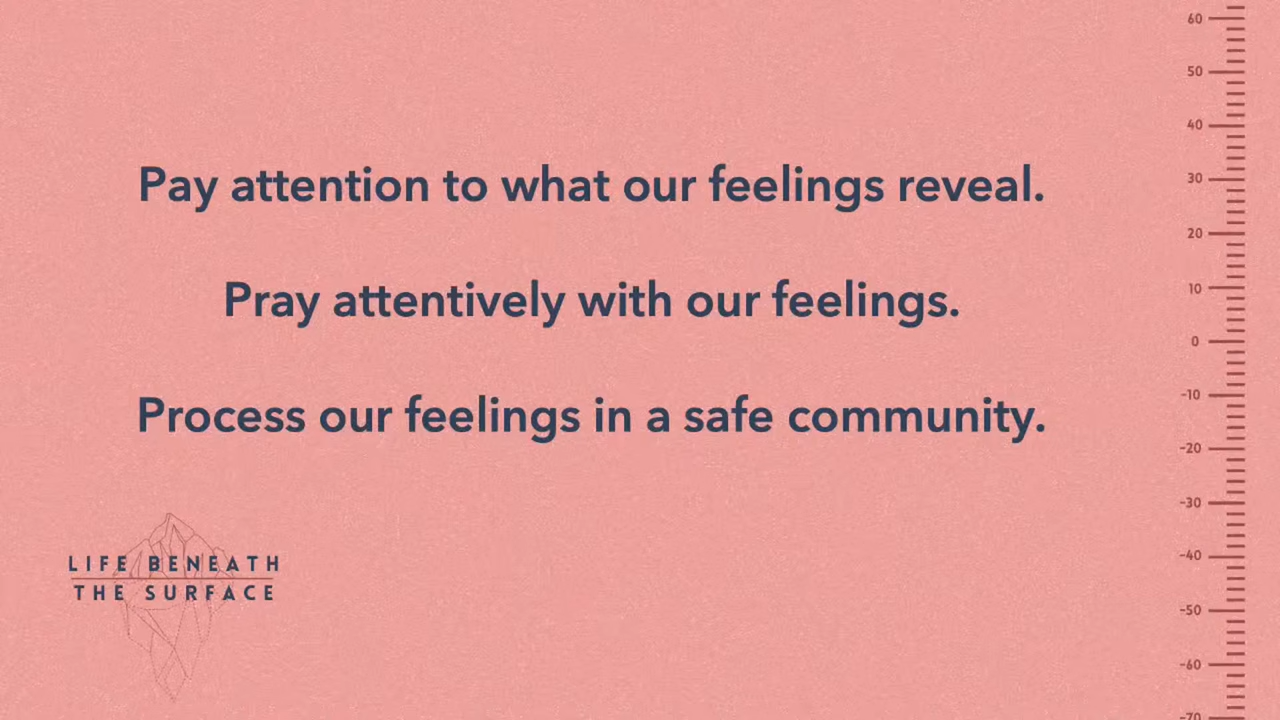 Pay attention to what our feelings reveal.
Pray attentively with our feelings.
Process our feelings in a safe community.
LIFE BENEATH
THE SURFACE
60
50
40
30
20
10
0
-10
-20
-30
-40
-50
-60
-70